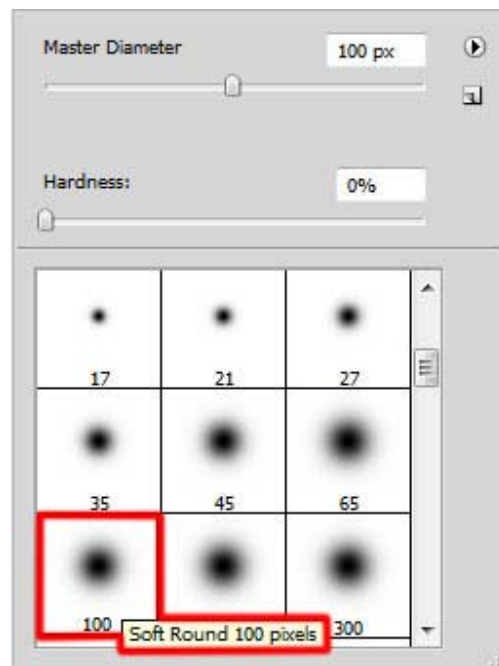 Master Diameter 100 px
Hardness: 0%
17 21 27
35 45 65
100 300
Soft Round 100 pixels